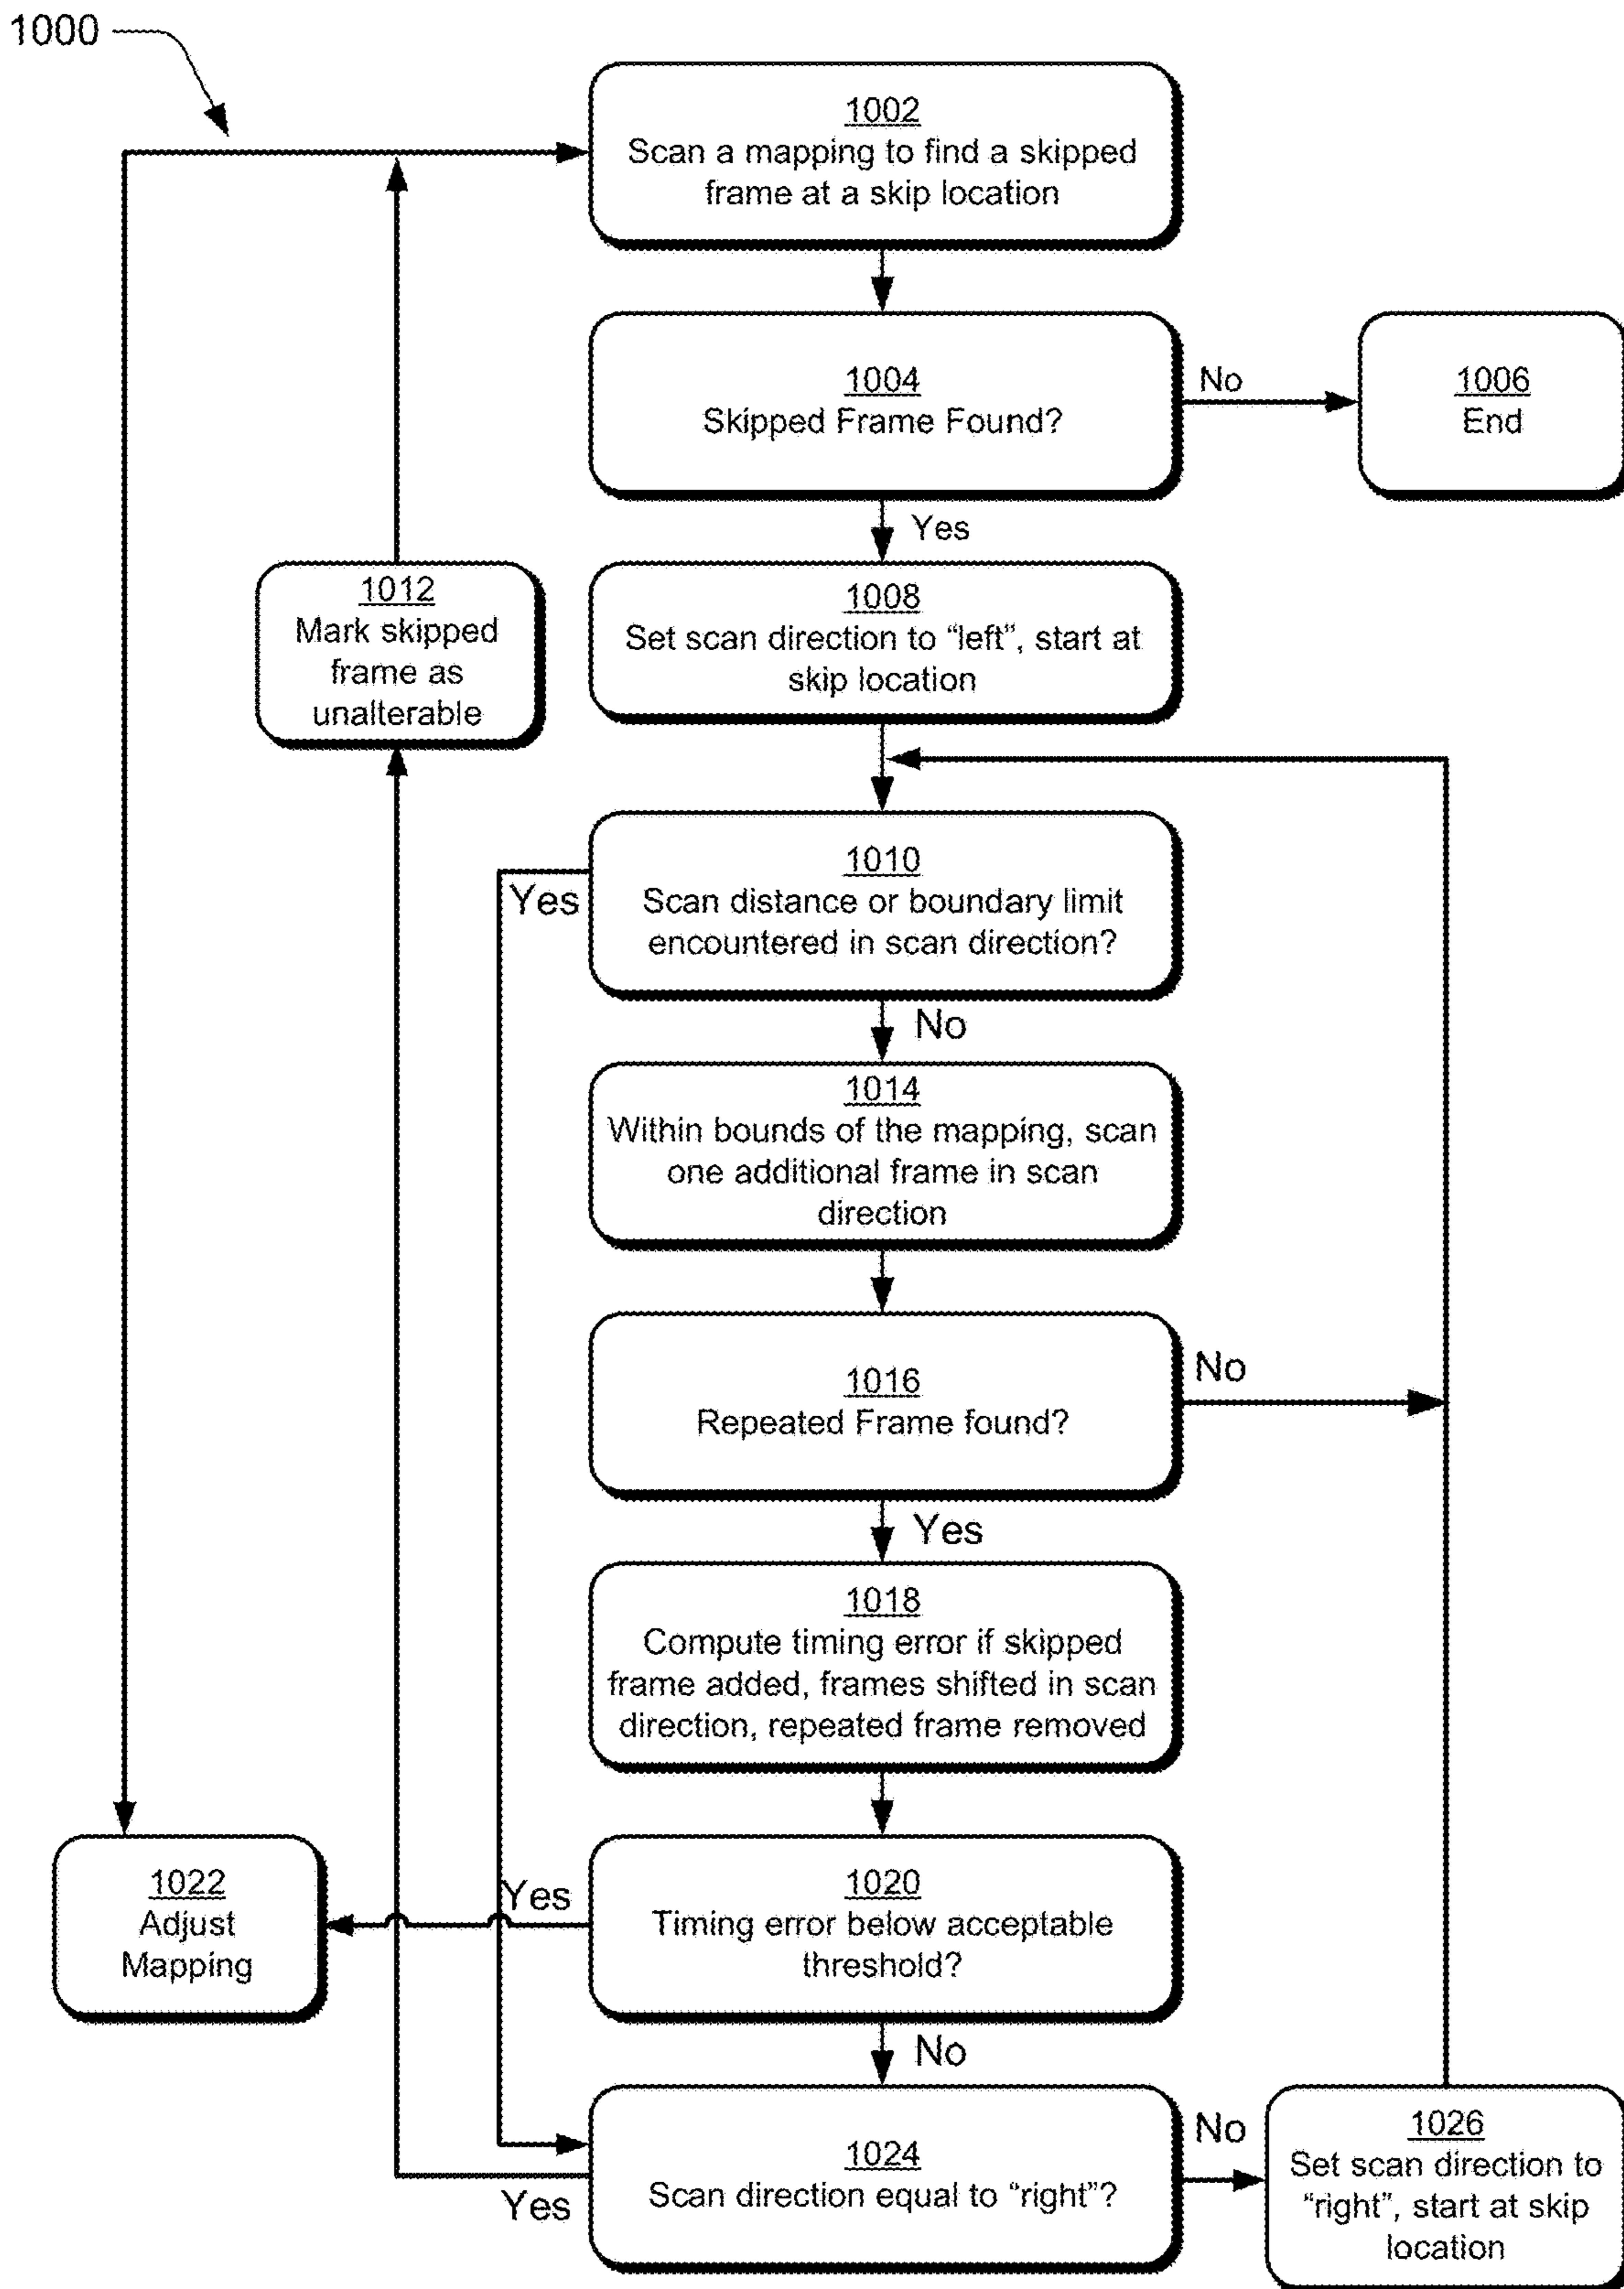 1000
1002
Scan a mapping to find a skipped
frame at a skip location
1004
Skipped Frame Found?
No
1006
End
Yes
1012
Mark skipped
frame as
unalterable
1008
Set scan direction to “left”, start at
skip location
1010
Scan distance or boundary limit
encountered in scan direction?
Yes
No
1014
Within bounds of the mapping, scan
one additional frame in scan
direction
1016
Repeated Frame found?
No
Yes
1018
Compute timing error if skipped
frame added, frames shifted in scan
direction, repeated frame removed
1022
Adjust
Mapping
Yes
1020
Timing error below acceptable
threshold?
No
1024
Scan direction equal to “right”?
Yes
No
1026
Set scan direction to
“right”, start at skip
location